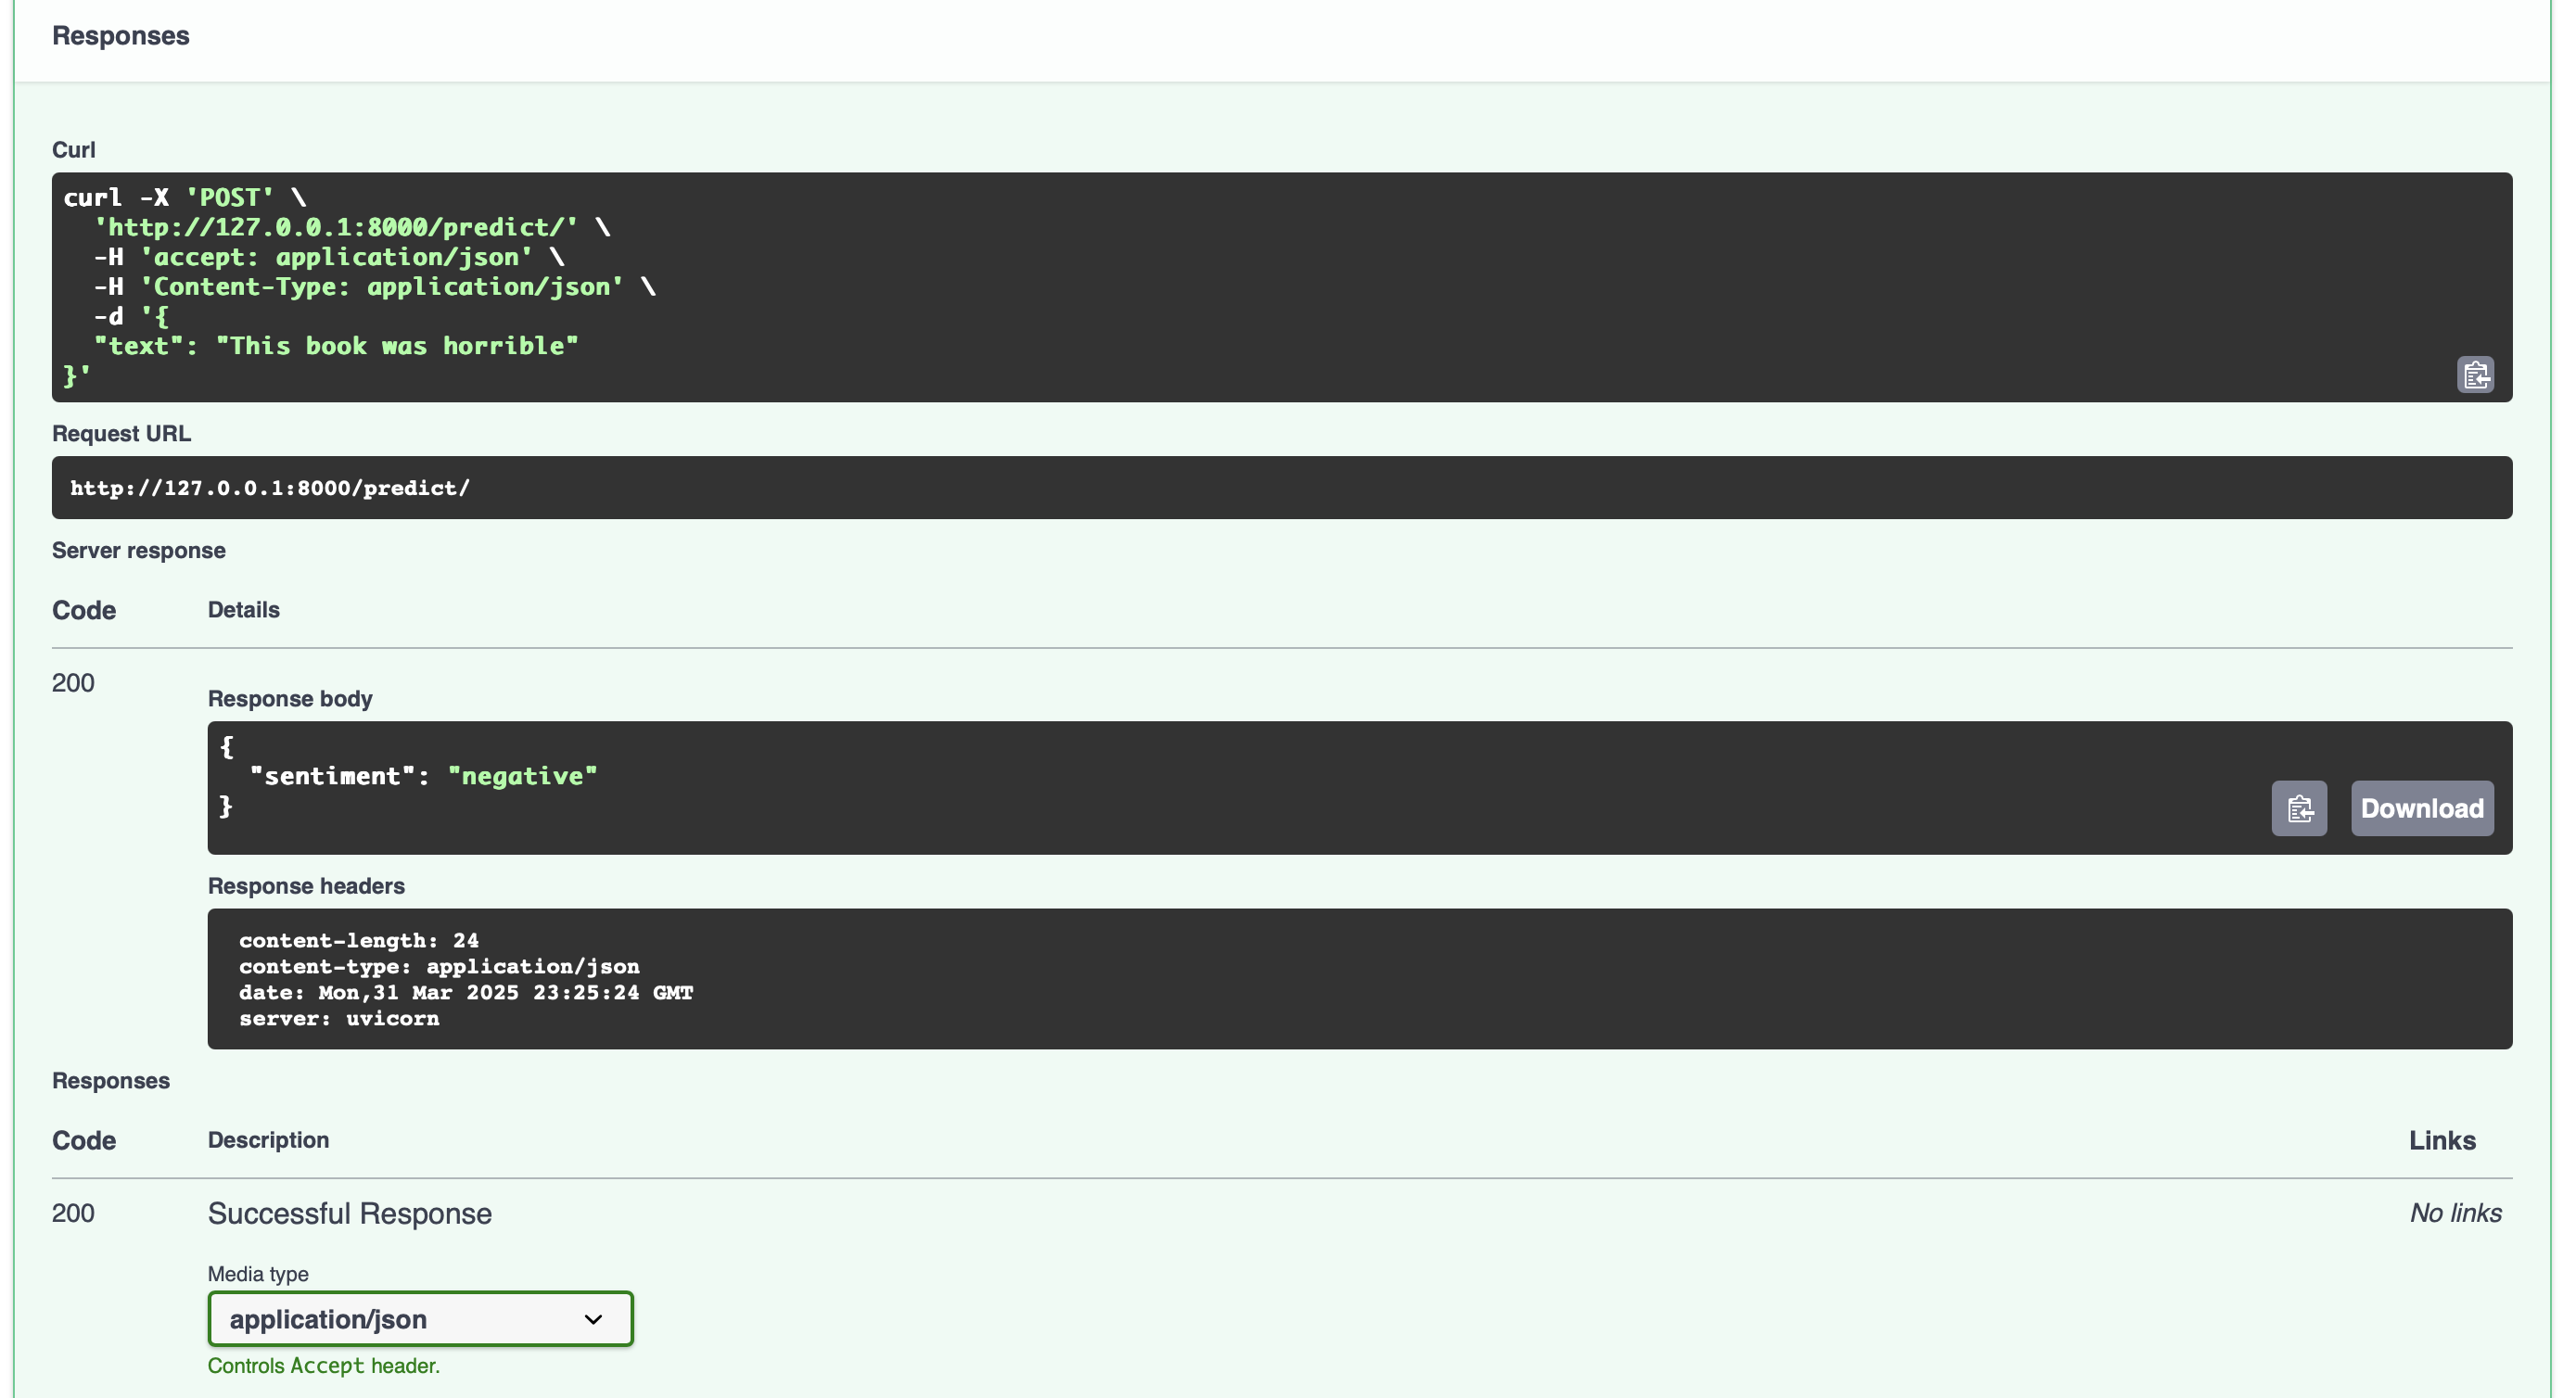 Responses
Curl
curl -X 'POST' \
  'http://127.0.0.1:8000/predict/' \
  -H 'accept: application/json' \
  -H 'Content-Type: application/json' \
  -d '{
  "text": "This book was horrible"
}'
Request URL
http://127.0.0.1:8000/predict/
Server response
Code Details
200
Response body
{
  "sentiment": "negative"
}
Download
Response headers
content-length: 24
content-type: application/json
date: Mon,31 Mar 2025 23:25:24 GMT
server: uvicorn
Responses
Code Description Links
200 Successful Response No links
Media type
application/json
Controls Accept header.